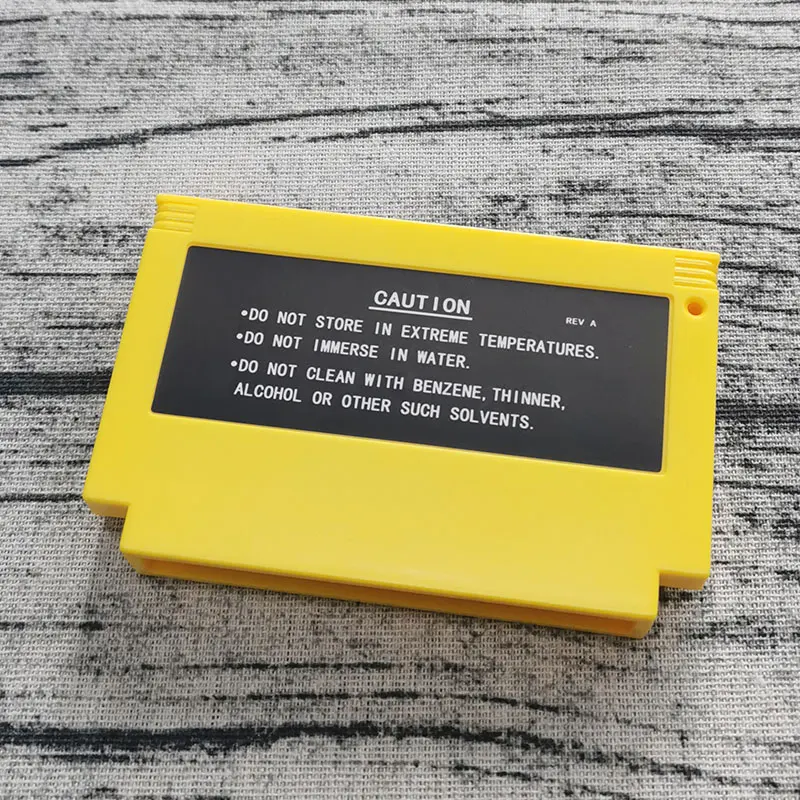 CAUTION
REV A
•DO NOT STORE IN EXTREME TEMPERATURES.
•DO NOT IMMERSE IN WATER.
•DO NOT CLEAN WITH BENZENE, THINNER,
ALCOHOL OR OTHER SUCH SOLVENTS.